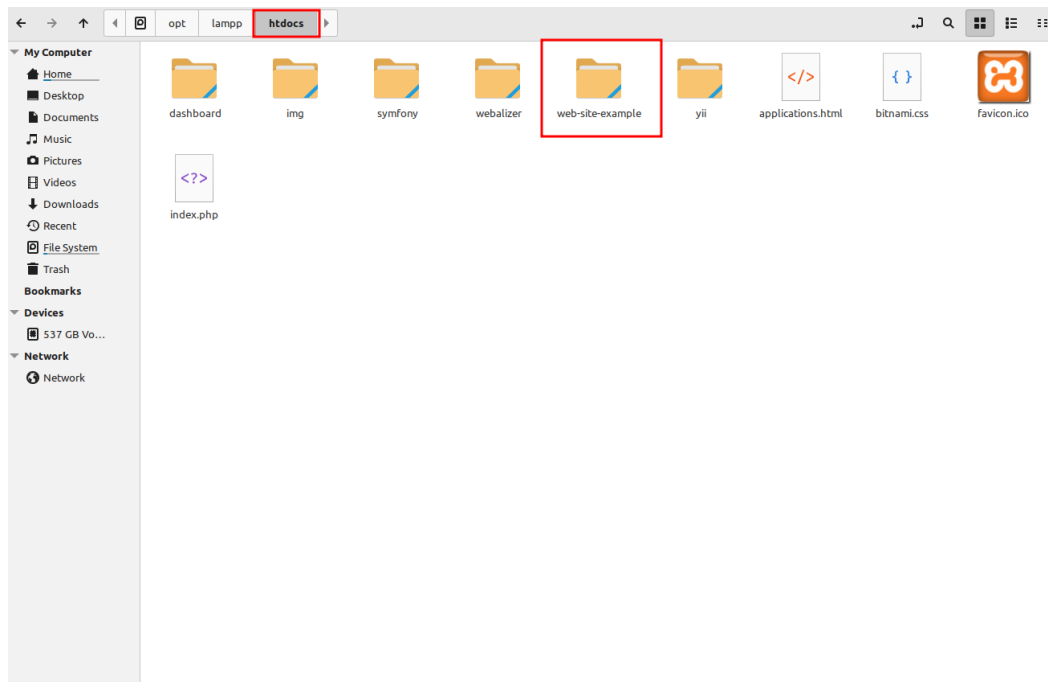 opt lampp htdocs
My Computer
Home
Desktop
Documents
Music
Pictures
Videos
Downloads
Recent
File System
Trash
Bookmarks
Devices
537 GB Vo...
Network
Network
dashboard img symfony webalizer web-site-example yii applications.html bitnami.css favicon.ico
</>
{ }
<?>
index.php